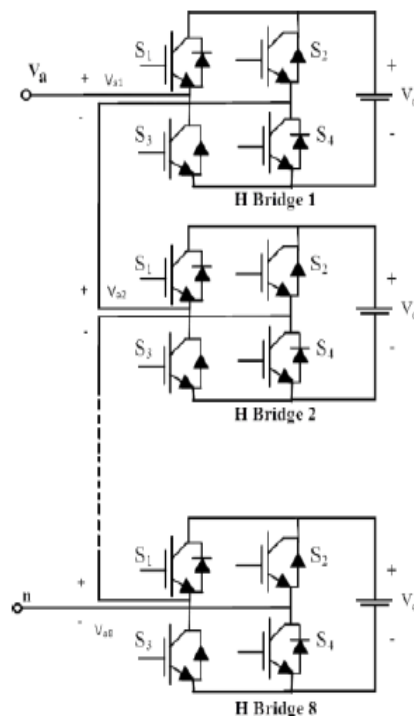 S1 S2
Va + Va1 +
V
- -
S3 S4
H Bridge 1
S1 S2
+ Va2 +
V
- -
S3 S4
H Bridge 2
S1 S2
+ +
n V
-
-
S3 S4
H Bridge 8